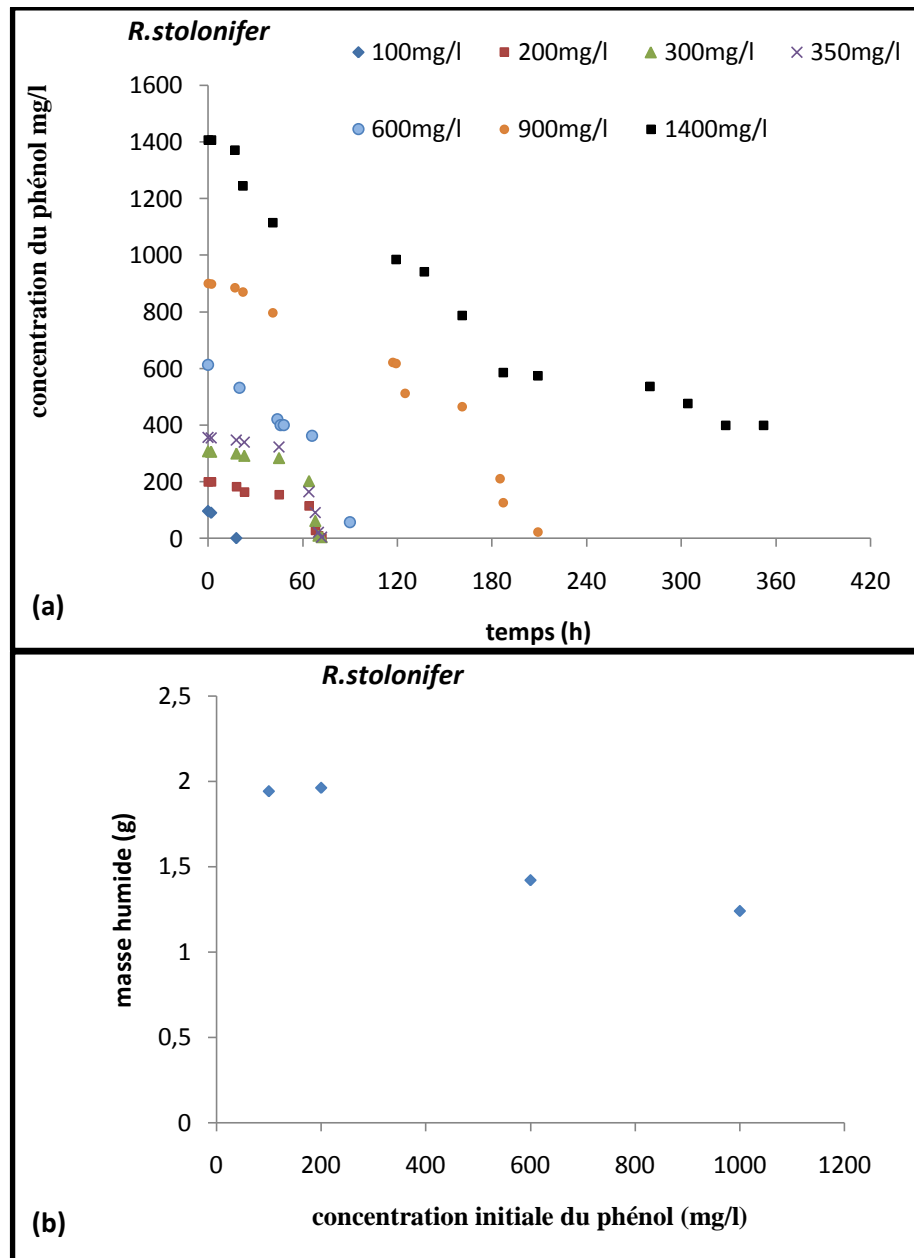 R.stolonifer
100mg/l 200mg/l 300mg/l 350mg/l
600mg/l 900mg/l 1400mg/l
concentration du phénol mg/l
1600
1400
1200
1000
800
600
400
200
0
0 60 120 180 240 300 360 420
temps (h)
(a)
R.stolonifer
masse humide (g)
2,5
2
1,5
1
0,5
0
0 200 400 600 800 1000 1200
concentration initiale du phénol (mg/l)
(b)